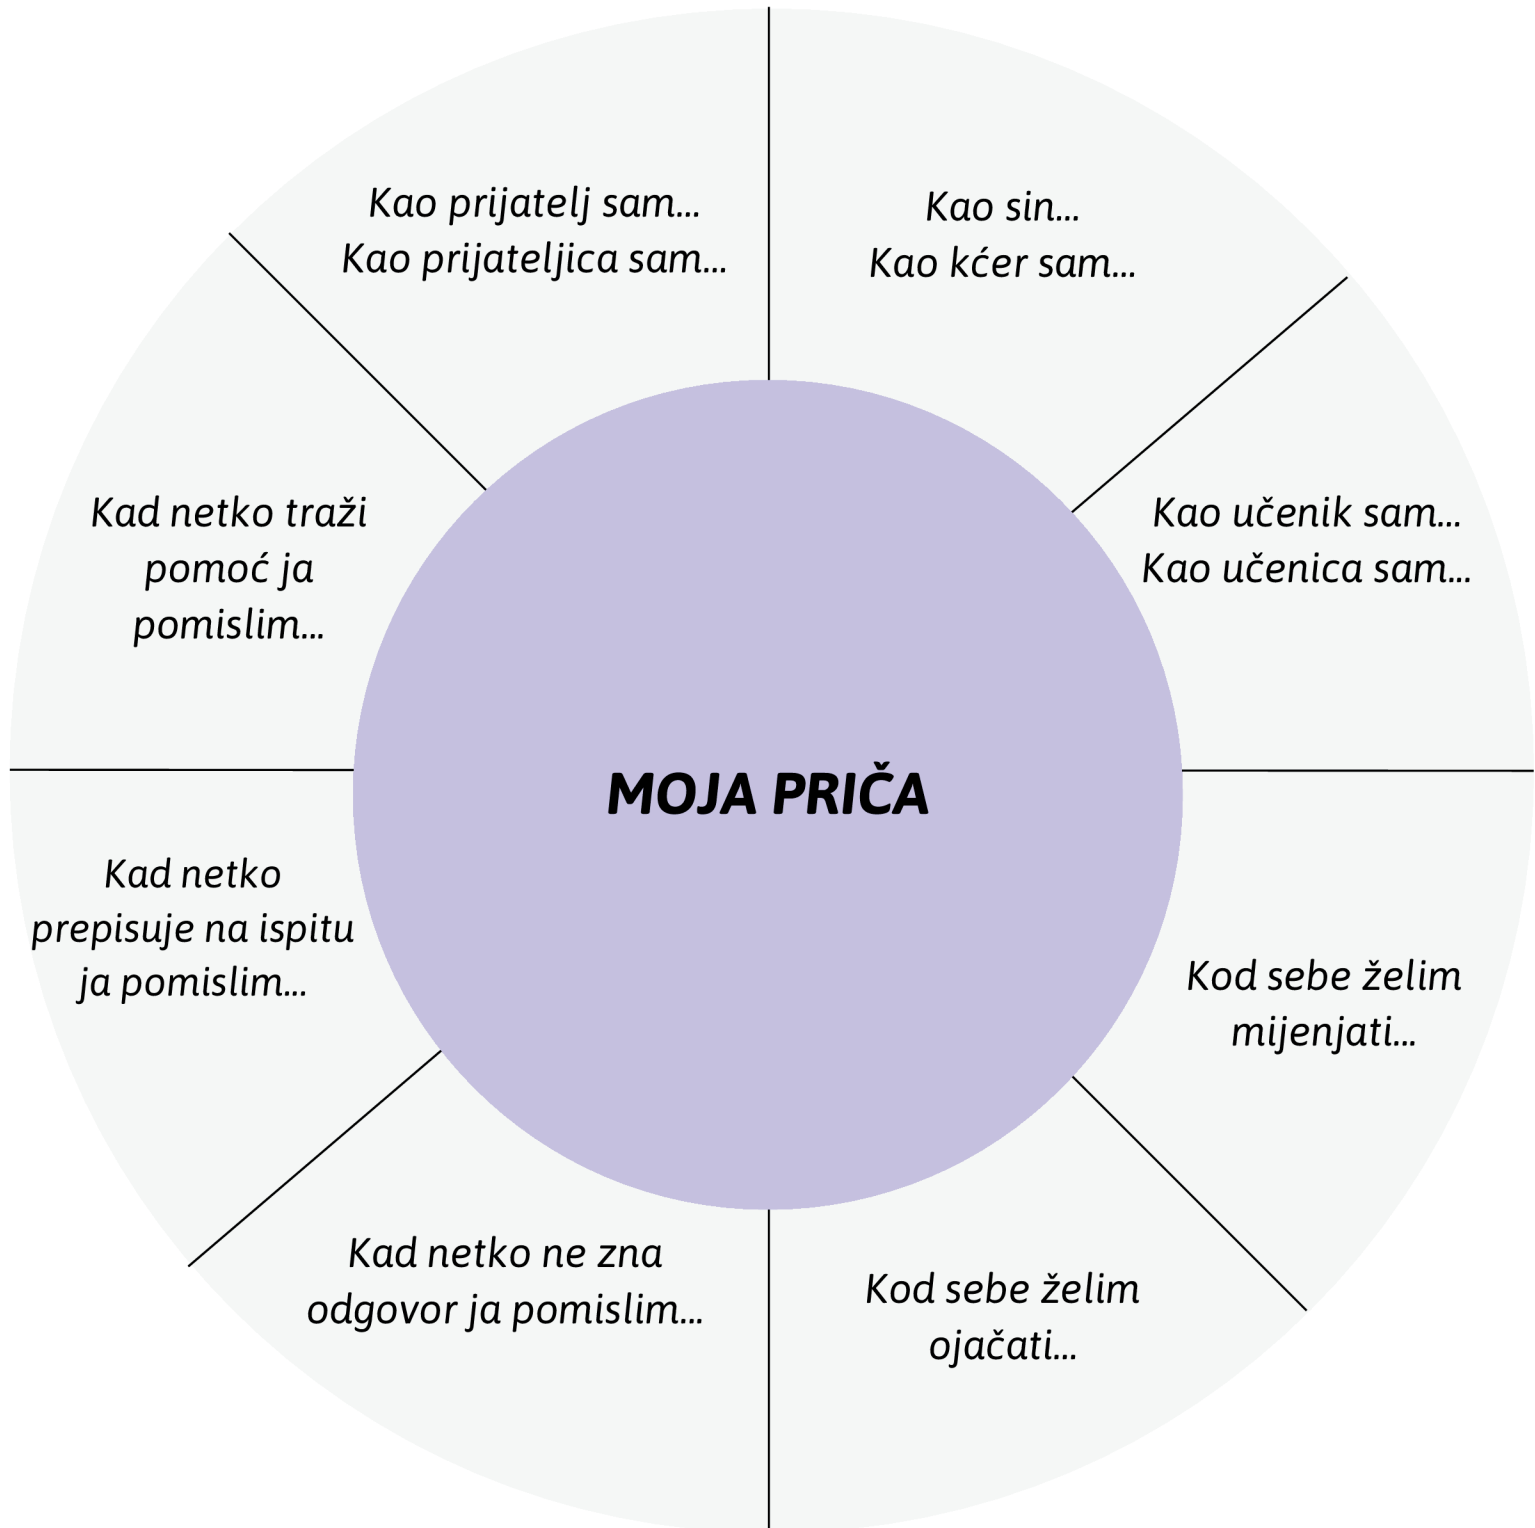 Kao prijatelj sam...
Kao prijateljica sam...
Kao sin...
Kao kćer sam...
Kao učenik sam...
Kao učenica sam...
Kod sebe želim
mijenjati...
Kod sebe želim
ojačati...
Kad netko ne zna
odgovor ja pomislim...
Kad netko
prepisuje na ispitu
ja pomislim...
Kad netko traži
pomoć ja
pomislim...
MOJA PRIČA